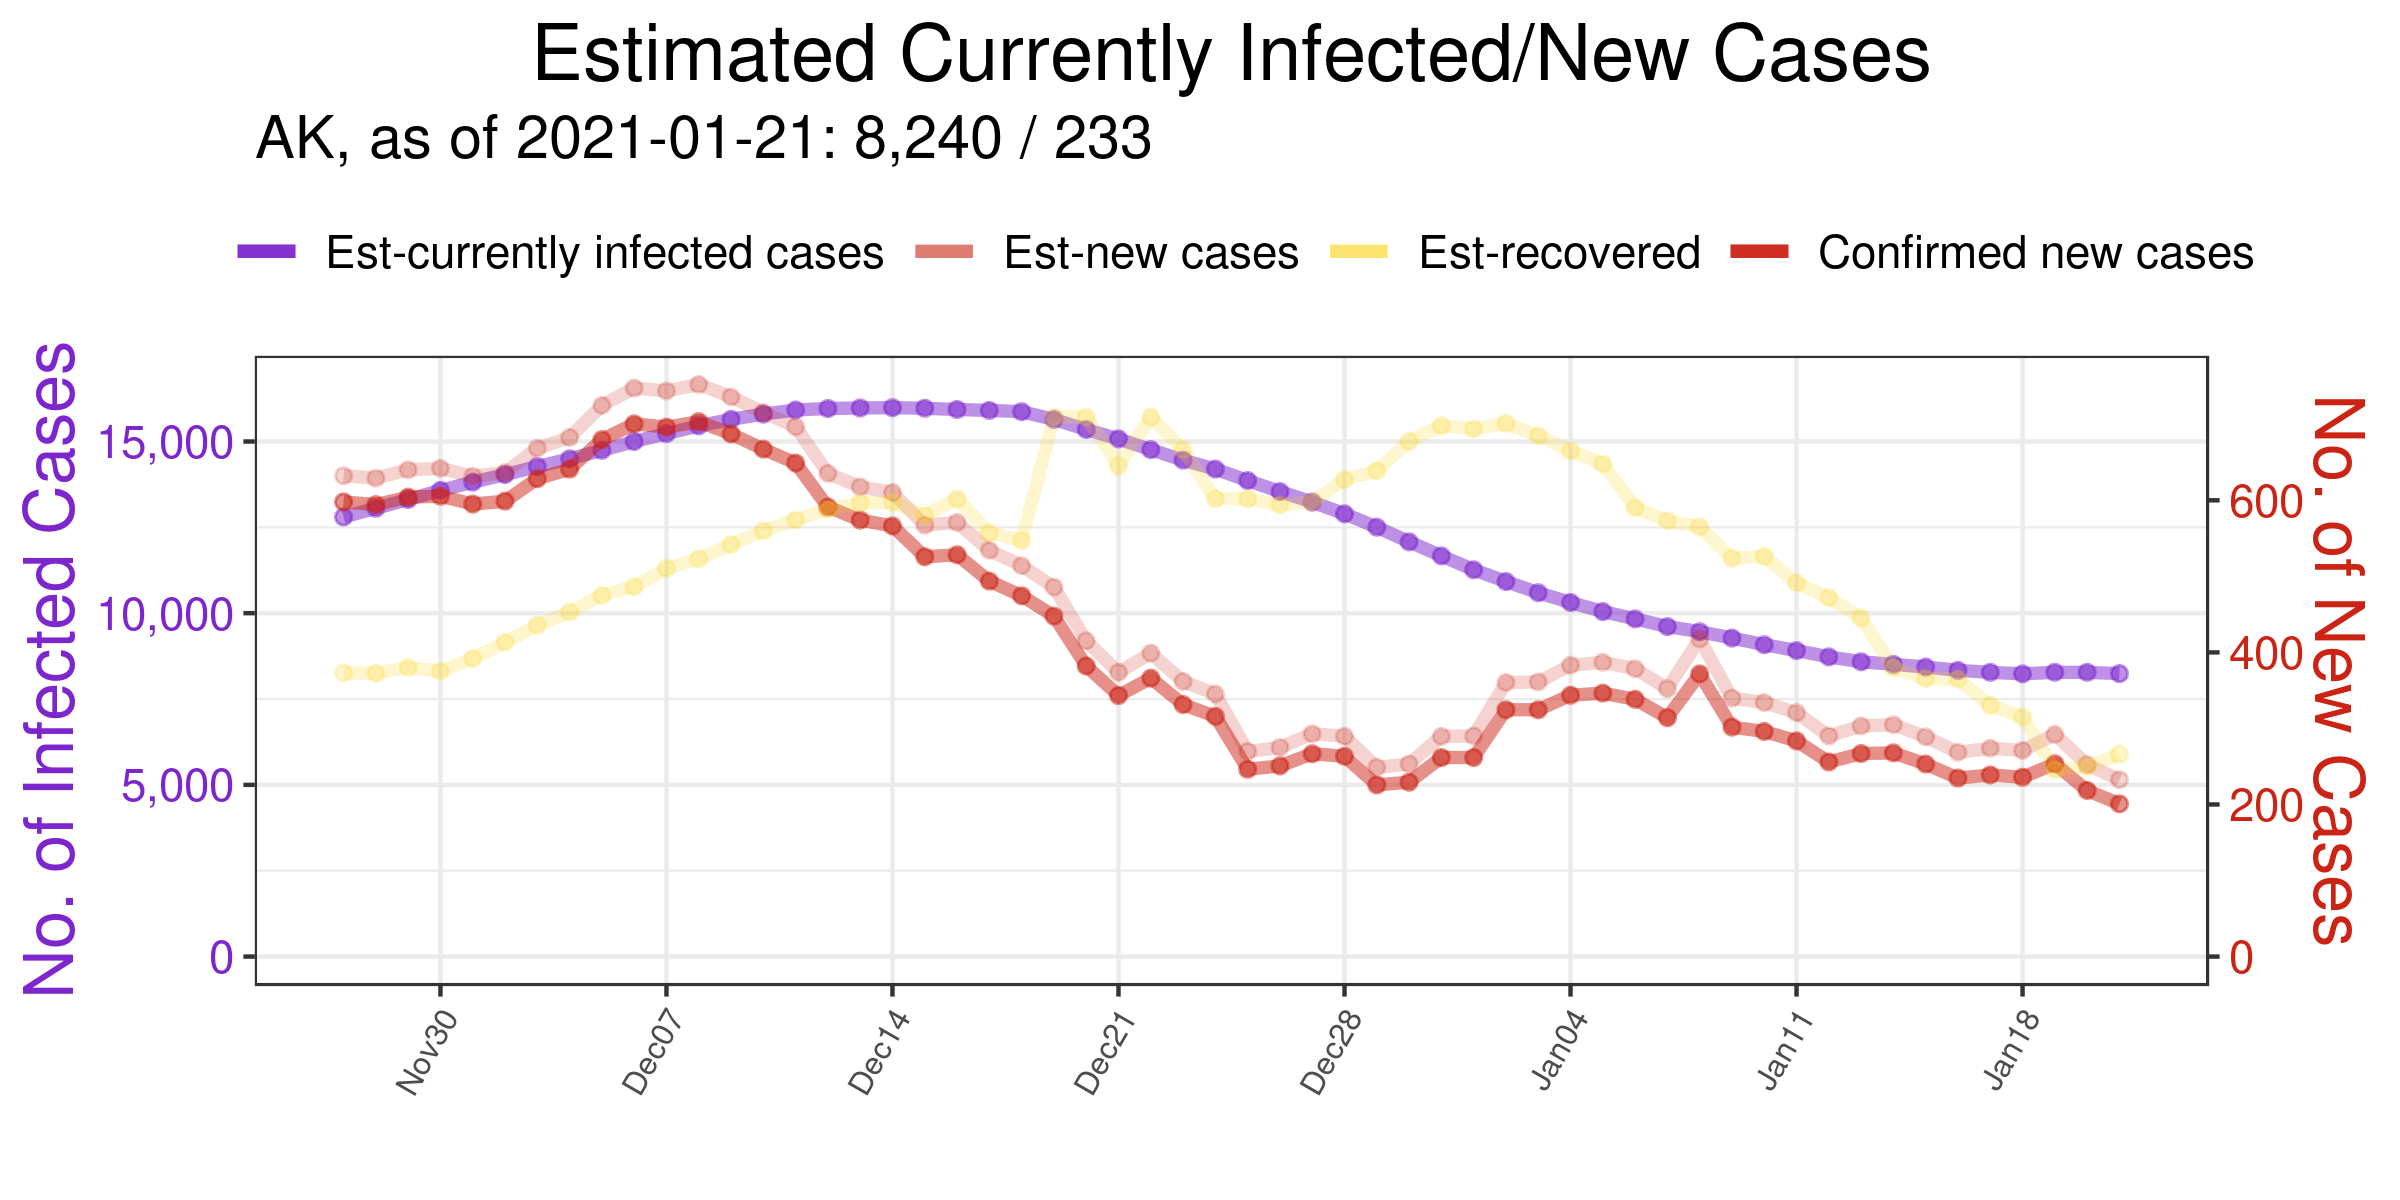 Estimated Currently Infected/New Cases
AK, as of 2021-01-21: 8,240 / 233
Est-currently infected cases Est-new cases Est-recovered Confirmed new cases
No. of Infected Cases
15,000
10,000
5,000
0
600
400
200
0
No. of New Cases
Nov30 Dec07 Dec14 Dec21 Dec28 Jan04 Jan11 Jan18